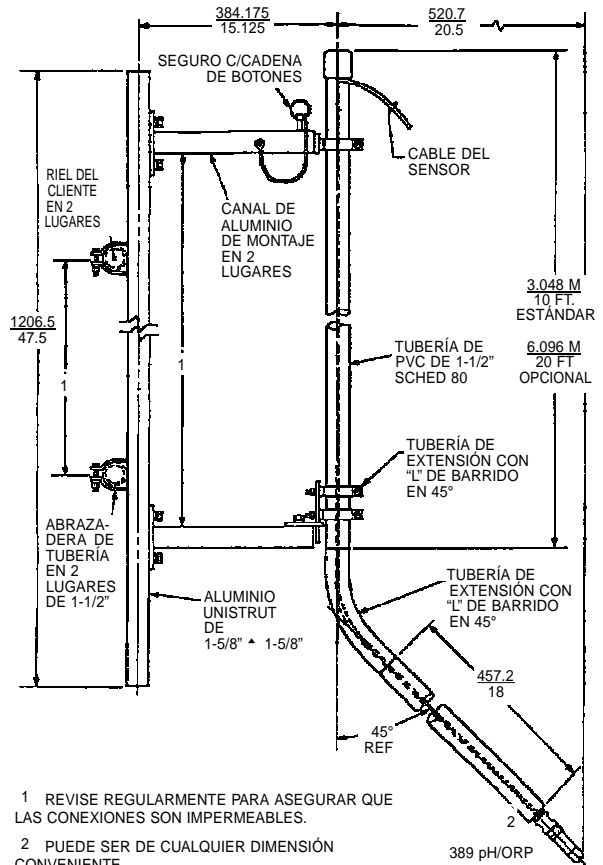 384.175
15.125
520.7
20.5
SEGURO C/CADENA
DE BOTONES
CABLE DEL
SENSOR
RIEL DEL
CLIENTE
EN 2
LUGARES
CANAL DE
ALUMINIO
DE MONTAJE
EN 2
LUGARES
3.048 M
10 FT.
ESTÁNDAR
6.096 M
20 FT
OPCIONAL
1206.5
47.5
1
1
TUBERÍA DE
PVC DE 1-1/2”
SCHED 80
TUBERÍA DE
EXTENSIÓN CON
“L” DE BARRIDO
EN 45°
ABRAZA-
DERA DE
TUBERÍA
EN 2
LUGARES
DE 1-1/2”
ALUMINIO
UNISTRUT
DE
1-5/8” ▲ 1-5/8”
TUBERÍA DE
EXTENSIÓN CON
“L” DE BARRIDO
EN 45°
457.2
18
45°
REF
2
1 REVISE REGULARMENTE PARA ASEGURAR QUE
LAS CONEXIONES SON IMPERMEABLES.
2 PUEDE SER DE CUALQUIER DIMENSIÓN
CONVENIENTE
389 pH/ORP